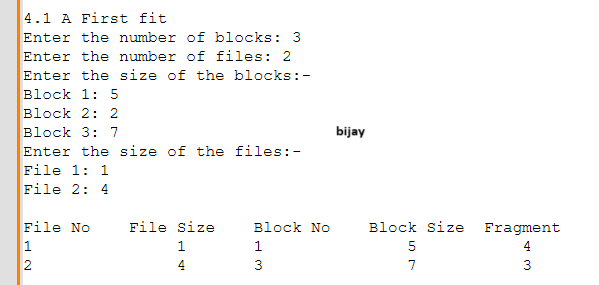 4.1 A First fit
Enter the number of blocks: 3
Enter the number of files: 2
Enter the size of the blocks:-
Block 1: 5
Block 2: 2
Block 3: 7
bijay
Enter the size of the files:-
File 1: 1
File 2: 4
File No File Size Block No Block Size Fragment
1 1 1 5 4
2 4 3 7 3